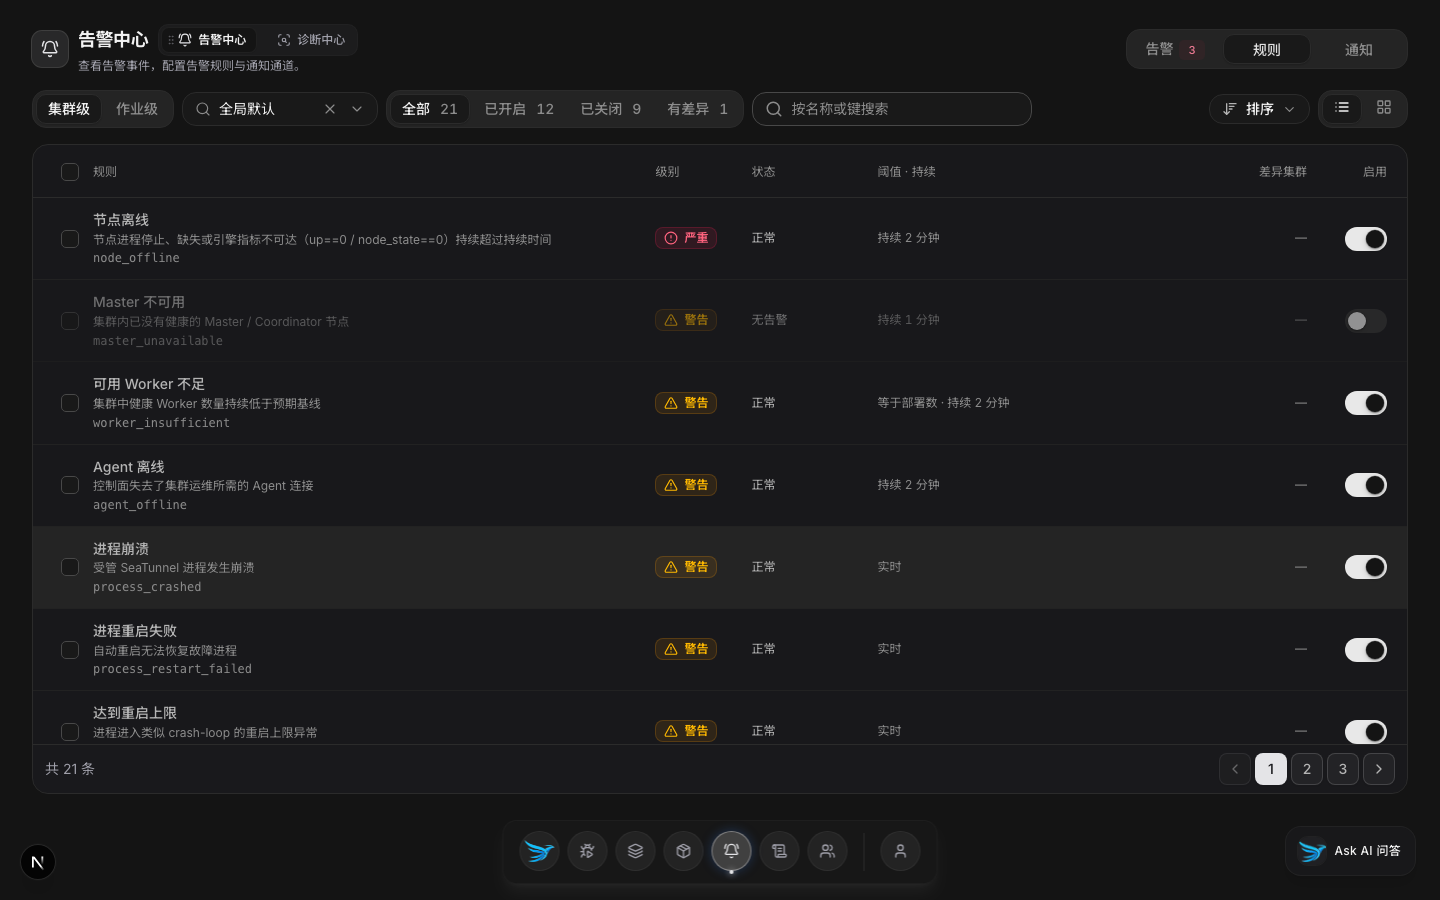 告警中心
告警中心
诊断中心
查看告警事件，配置告警规则与通知通道。
告警 3
规则
通知
集群级
作业级
全局默认
全部 21
已开启 12
已关闭 9
有差异 1
按名称或键搜索
排序
规则
级别
状态
阈值 · 持续
差异集群
启用
节点离线
节点进程停止、缺失或引擎指标不可达（up==0 / node_state==0）持续超过持续时间
node_offline
严重
正常
持续 2 分钟
—
Master 不可用
集群内已没有健康的 Master / Coordinator 节点
master_unavailable
警告
无告警
持续 1 分钟
—
可用 Worker 不足
集群中健康 Worker 数量持续低于预期基线
worker_insufficient
警告
正常
等于部署数 · 持续 2 分钟
—
Agent 离线
控制面失去了集群运维所需的 Agent 连接
agent_offline
警告
正常
持续 2 分钟
—
进程崩溃
受管 SeaTunnel 进程发生崩溃
process_crashed
警告
正常
实时
—
进程重启失败
自动重启无法恢复故障进程
process_restart_failed
警告
正常
实时
—
达到重启上限
进程进入类似 crash-loop 的重启上限异常
警告
正常
实时
—
共 21 条
1
2
3
N
Ask AI 问答